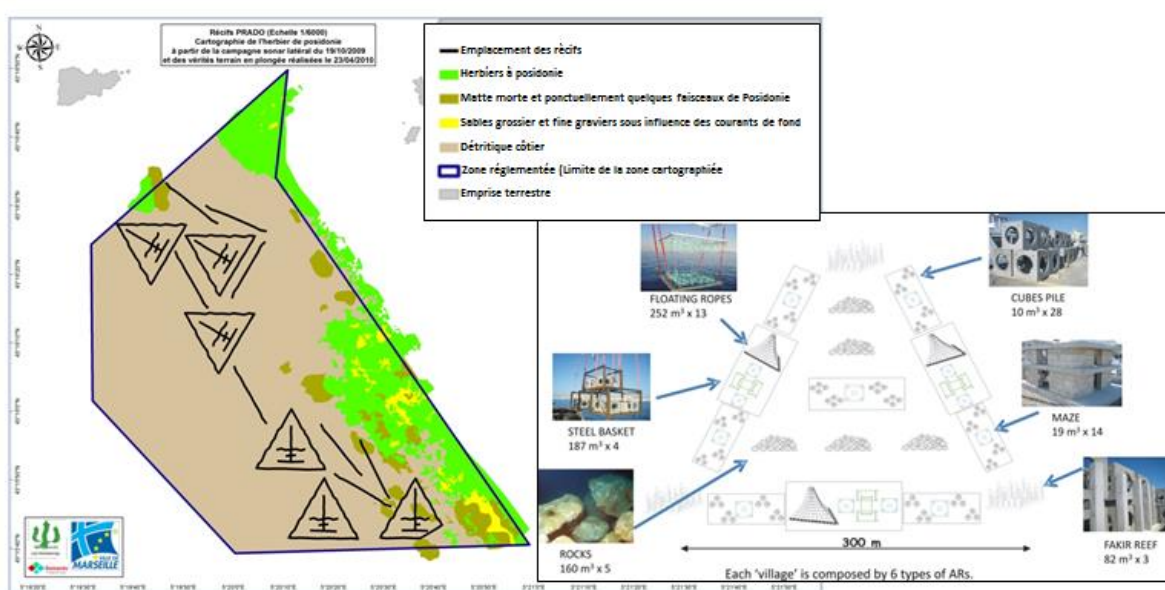 Récifs PRADO (Echelle 1/6000)
Cartographie de l'herbier de posidonie
à partir de la campagne sonar latéral du 19/10/2009
et des vérités terrain en plongée réalisées le 23/04/2010
Emplacement des récifs
Herbiers à posidonie
Matte morte et ponctuellement quelques faisceaux de Posidonie
Sables grossier et fine graviers sous influence des courants de fond
Détritique côtier
Zone réglementée (Limite de la zone cartographiée
Emprise terrestre
FLOATING ROPES
252 m³ x 13
CUBES PILE
10 m³ x 28
STEEL BASKET
187 m³ x 4
MAZE
19 m³ x 14
ROCKS
160 m³ x 5
FAKIR REEF
82 m³ x 3
300 m
Each 'village' is composed by 6 types of ARs.
VILLE DE
MARSEILLE